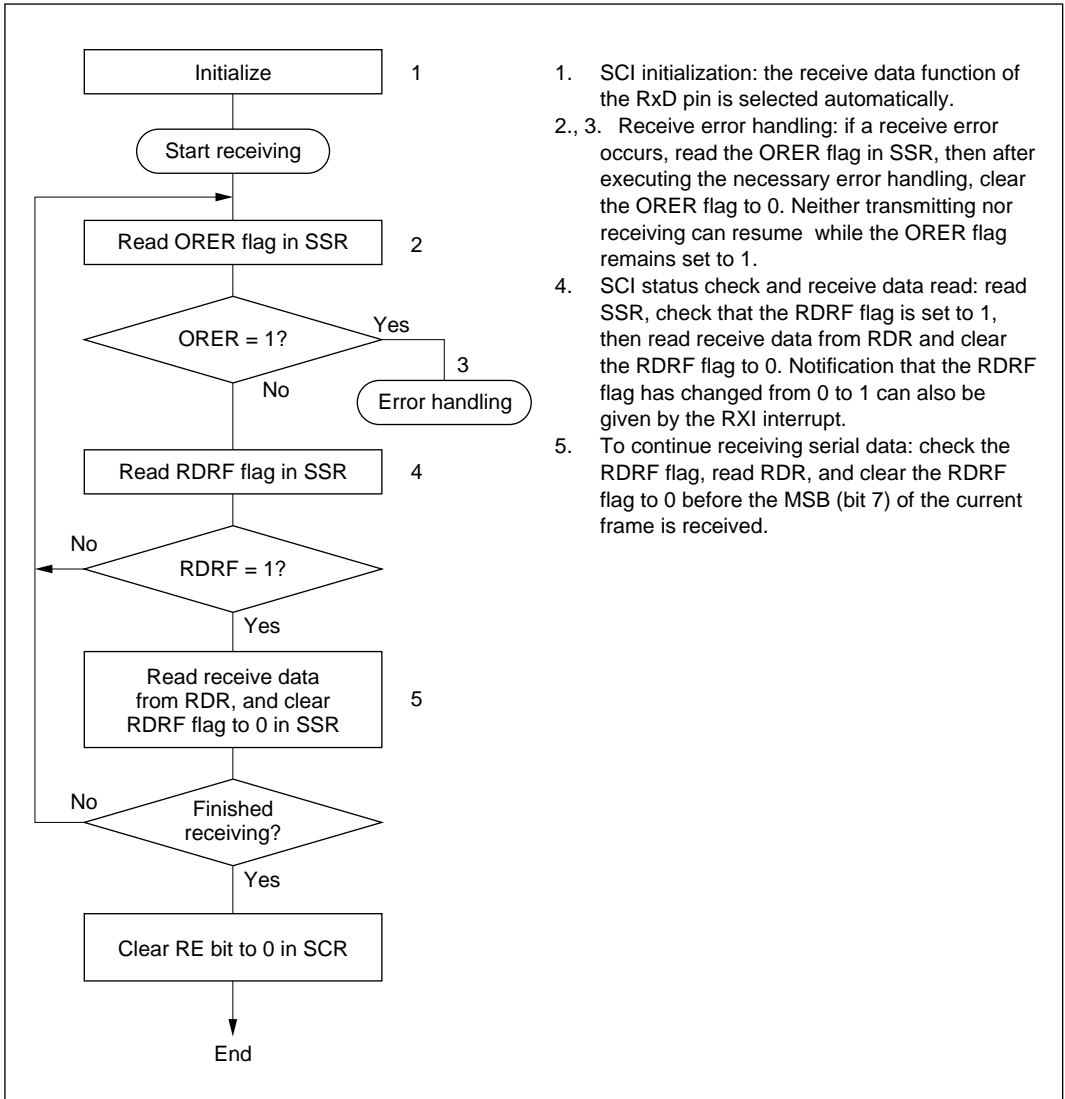 Initialize
1
Start receiving
Read ORER flag in SSR
2
ORER = 1?
Yes
3
No
Error handling
Read RDRF flag in SSR
4
No
RDRF = 1?
Yes
Read receive data
from RDR, and clear
RDRF flag to 0 in SSR
5
No
Finished
receiving?
Yes
Clear RE bit to 0 in SCR
End
1. SCI initialization: the receive data function of
the RxD pin is selected automatically.
2., 3. Receive error handling: if a receive error
occurs, read the ORER flag in SSR, then after
executing the necessary error handling, clear
the ORER flag to 0. Neither transmitting nor
receiving can resume while the ORER flag
remains set to 1.
4. SCI status check and receive data read: read
SSR, check that the RDRF flag is set to 1,
then read receive data from RDR and clear
the RDRF flag to 0. Notification that the RDRF
flag has changed from 0 to 1 can also be
given by the RXI interrupt.
5. To continue receiving serial data: check the
RDRF flag, read RDR, and clear the RDRF
flag to 0 before the MSB (bit 7) of the current
frame is received.